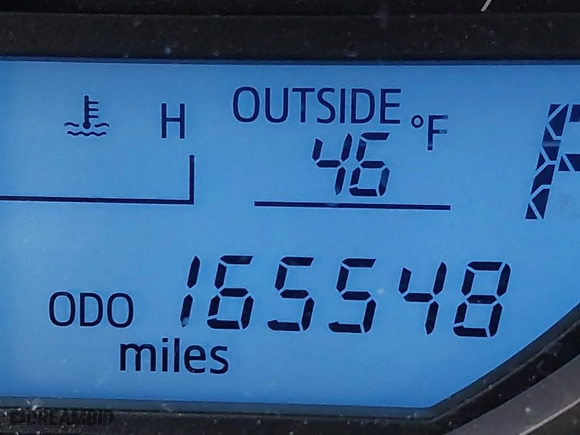 H
OUTSIDE
46 °F
ODO 165548
miles